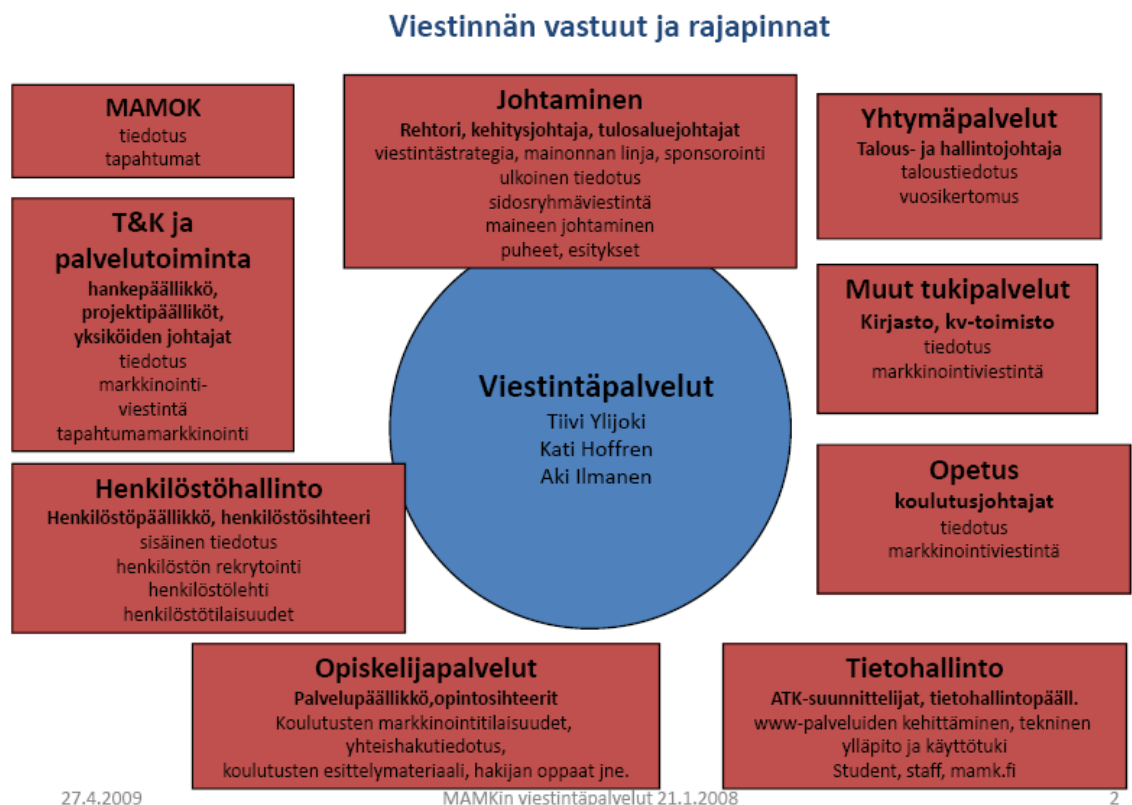 Viestinnän vastuut ja rajapinnat
MAMOK
tiedotus
tapahtumat
Johtaminen
Rehtori, kehitysjohtaja, tulosaluejohtajat
viestintästrategia, mainonnan linja, sponsorointi
ulkoinen tiedotus
sidosryhmäviestintä
maineen johtaminen
puheet, esitykset
Yhtymäpalvelut
Talous- ja hallintojohtaja
taloustiedotus
vuosikertomus
T&K ja
palvelutoiminta
hankepäällikkö,
projektipäälliköt,
yksiköiden johtajat
tiedotus
markkinointi-
viestintä
tapahtumamarkkinointi
Muut tukipalvelut
Kirjasto, kv-toimisto
tiedotus
markkinointiviestintä
Viestintäpalvelut
Tiivi Ylijoki
Kati Hoffren
Aki Ilmanen
Henkilöstöhallinto
Henkilöstöpäällikkö, henkilöstösihteeri
sisäinen tiedotus
henkilöstön rekrytointi
henkilöstölehti
henkilöstötilaisuudet
Opetus
koulutusjohtajat
tiedotus
markkinointiviestintä
Opiskelijapalvelut
Palvelupäällikkö,opintosihteerit
Koulutusten markkinointitilaisuudet,
yhteishakutiedotus,
koulutusten esittelymateriaali, hakijan oppaat jne.
Tietohallinto
ATK-suunnittelijat, tietohallintopääll.
www-palveluiden kehittäminen, tekninen
ylläpito ja käyttötuki
Student, staff, mamk.fi
27.4.2009
MAMKin viestintäpalvelut 21.1.2008
2